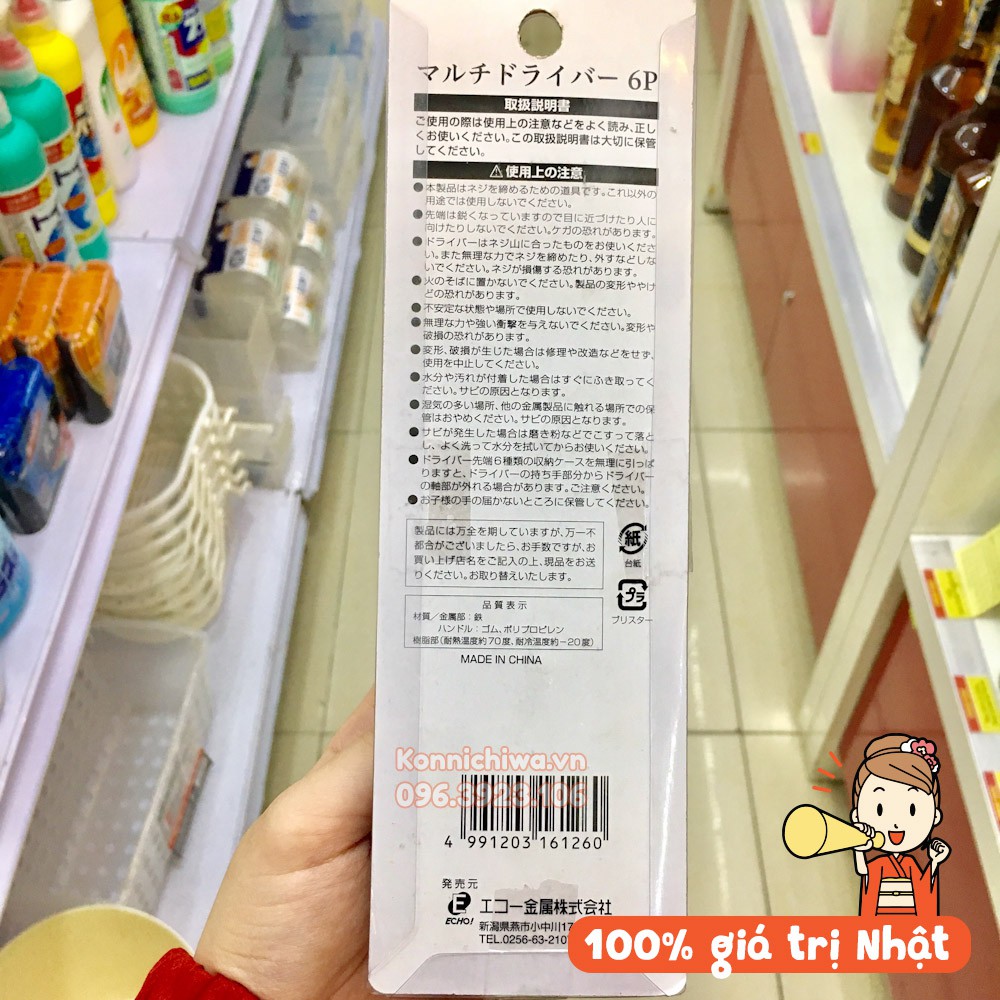 マルチドライバー 6P
取扱説明書
ご使用の際は使用上の注意などをよく読み、正し
くお使いください。この取扱説明書は大切に保管
してください。
⚠使用上の注意
●本製品はネジを締めるための道具です。これ以外の
用途では使用しないでください。
●先端は鋭くなっていますので目に近づけたり人に
向けたりしないでください。ケガの恐れがあります。
●ドライバーはネジ山に合ったものをお使いくださ
い。また無理な力でネジを締めたり、外すなどしな
いでください。ネジが損傷する恐れがあります。
●火のそばに置かないでください。製品の変形ややけ
どの恐れがあります。
●不安定な状態や場所で使用しないでください。
●無理な力や強い衝撃を与えないでください。変形や
破損の恐れがあります。
●変形、破損が生じた場合は修理や改造などをせず、
使用を中止してください。
●水分や汚れが付着した場合はすぐにふき取ってく
ださい。サビの原因となります。
●湿気の多い場所、他の金属製品に触れる場所での保
管はおやめください。サビの原因となります。
●サビが発生した場合は磨き粉などでこすって落と
し、よく洗って水分を拭いてからお使いください。
●ドライバー先端6種類の収納ケースを無理に引っぱ
りますと、ドライバーの持ち手部分からドライバー
の軸部が外れる場合があります。ご注意ください。
●お子様の手の届かないところに保管してください。
製品には万全を期していますが、万一不
都合がございましたら、お手数ですが、お
買い上げ店名をご記入の上、現品をお送
りください。お取り替えいたします。
紙
台紙
プラ
ブリスター
品質表示
材質／金属部：鉄
ハンドル：ゴム、ポリプロピレン
樹脂部（耐熱温度約70度、耐冷温度約－20度）
MADE IN CHINA
Konnichiwa.vn
096.3923.106
4 991203 161260
発売元
ECHO!
エコー金属株式会社
新潟県燕市小中川17
TEL.0256-63-210
100% giá trị Nhật